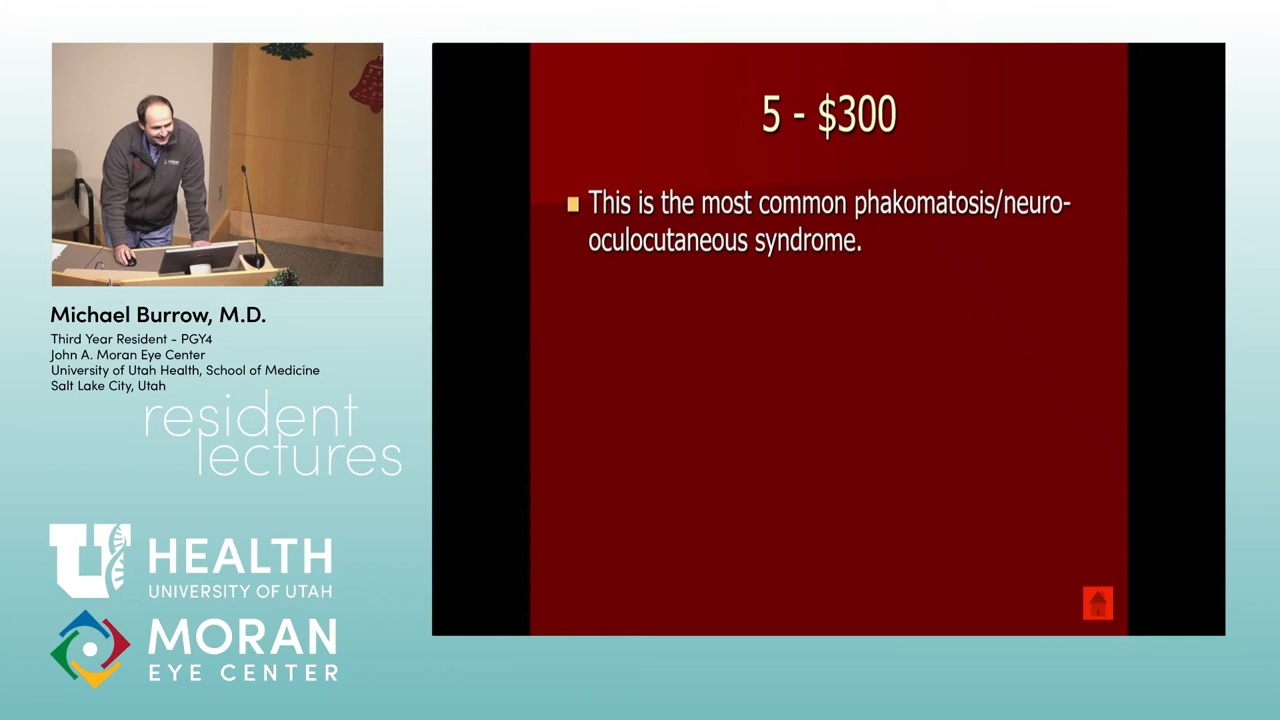 5 - $300
This is the most common phakomatosis/neuro-
oculocutaneous syndrome.
Michael Burrow, M.D.
Third Year Resident - PGY4
John A. Moran Eye Center
University of Utah Health, School of Medicine
Salt Lake City, Utah
resident
lectures
U HEALTH
UNIVERSITY OF UTAH
MORAN
EYE CENTER